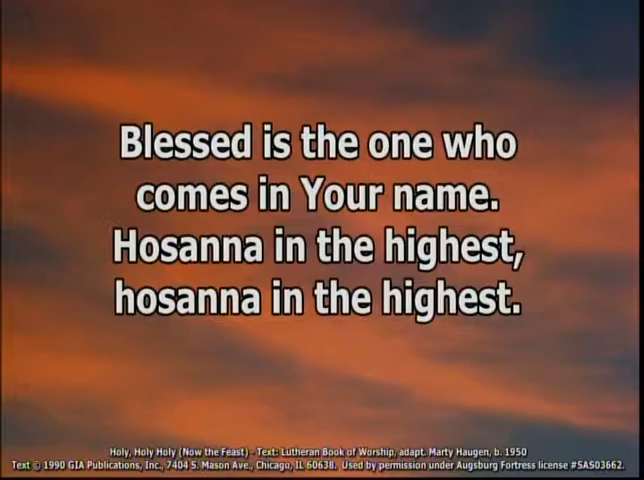 Blessed is the one who
comes in Your name.
Hosanna in the highest,
hosanna in the highest.
Holy, Holy Holy (Now the Feast) - Text: Lutheran Book of Worship, adapt. Marty Haugen, b. 1950
Text © 1990 GIA Publications, Inc., 7404 S. Mason Ave., Chicago, IL 60638. Used by permission under Augsburg Fortress license #SAS03662.